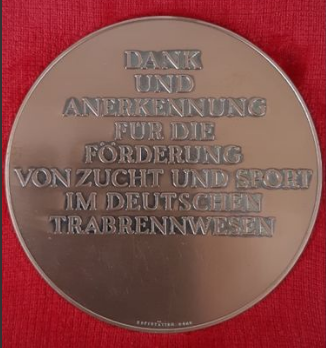 DANK
UND
ANERKENNUNG
FÜR DIE
FÖRDERUNG
VON ZUCHT UND SPORT
IM DEUTSCHEN
TRABRENNWESEN